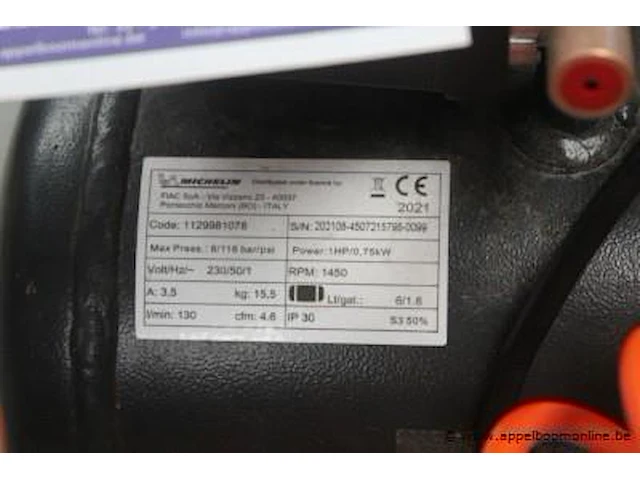 appelboomonline.be
MICHELIN Distributed under licence by:
FIAC SpA - Via Vizzano 23 - 40037
Pontecchio Marconi (BO) - ITALY
CE
2021
Code: 1129981078 S/N: 202108-4507215795-0099
Max Press.: 8/116 bar/psi Power: 1HP/0,75kW
Volt/Hz/~ 230/50/1 RPM: 1450
A: 3,5 kg: 15,5 Lt/gal.: 6/1.6
l/min: 130 cfm: 4.6 IP 30 S3 50%
www.appelboomonline.be